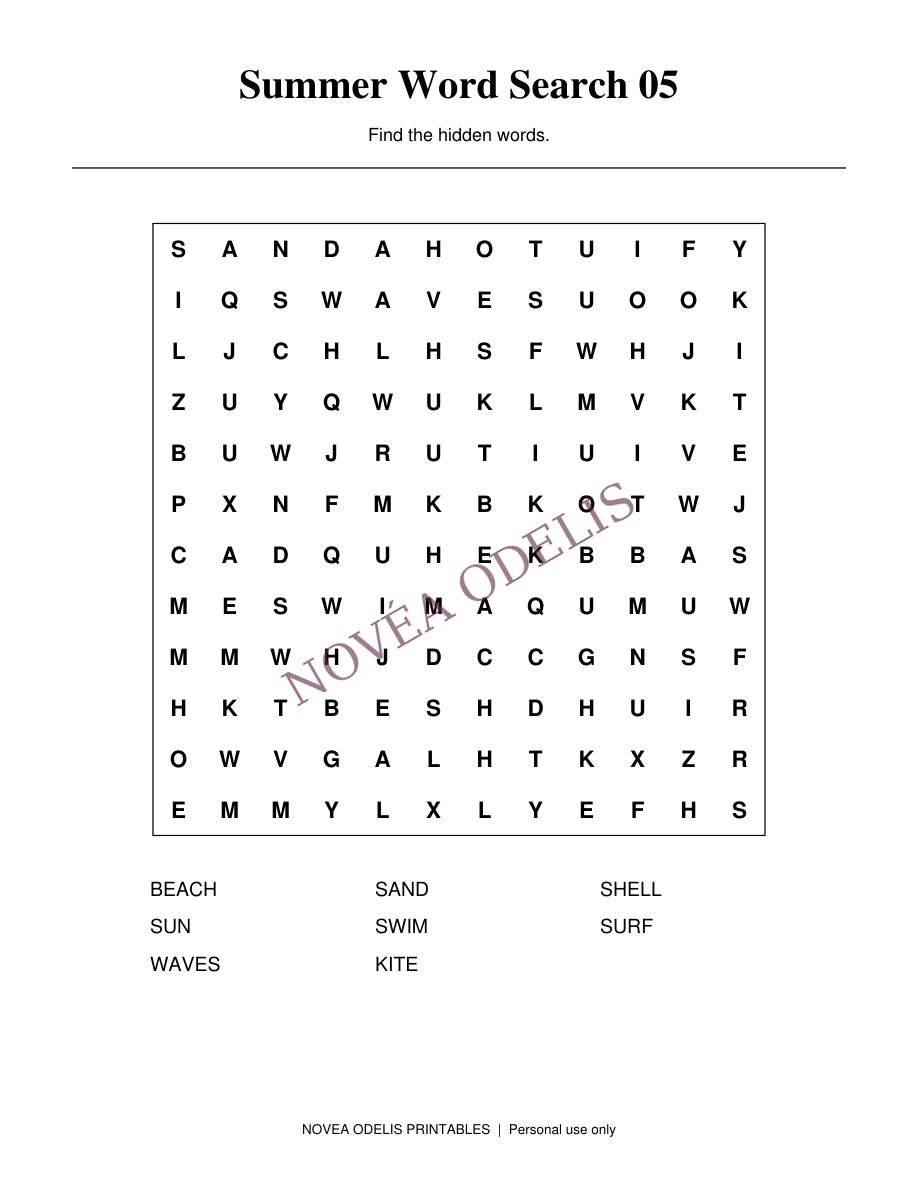 Summer Word Search 05
Find the hidden words.
S A N D A H O T U I F Y
I Q S W A V E S U O O K
L J C H L H S F W H J I
Z U Y Q W U K L M V K T
B U W J R U T I U I V E
P X N F M K B K O T W J
C A D Q U H E K B B A S
M E S W I M A Q U M U W
M M W H J D C C G N S F
H K T B E S H D H U I R
O W V G A L H T K X Z R
E M M Y L X L Y E F H S
NOVÉA ODELIS
BEACH SAND SHELL
SUN SWIM SURF
WAVES KITE
NOVEA ODELIS PRINTABLES | Personal use only